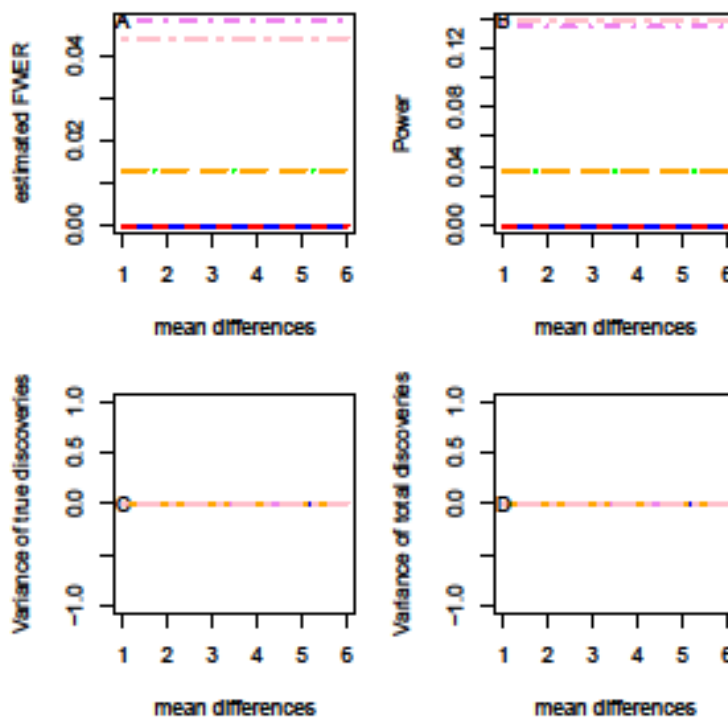 A
B
estimated FWER
Power
0.00 0.02 0.04
0.00 0.04 0.08 0.12
1 2 3 4 5 6
1 2 3 4 5 6
mean differences
mean differences
Variance of true discoveries
Variance of total discoveries
−1.0 0.0 0.5 1.0
−1.0 0.0 0.5 1.0
C
D
1 2 3 4 5 6
1 2 3 4 5 6
mean differences
mean differences